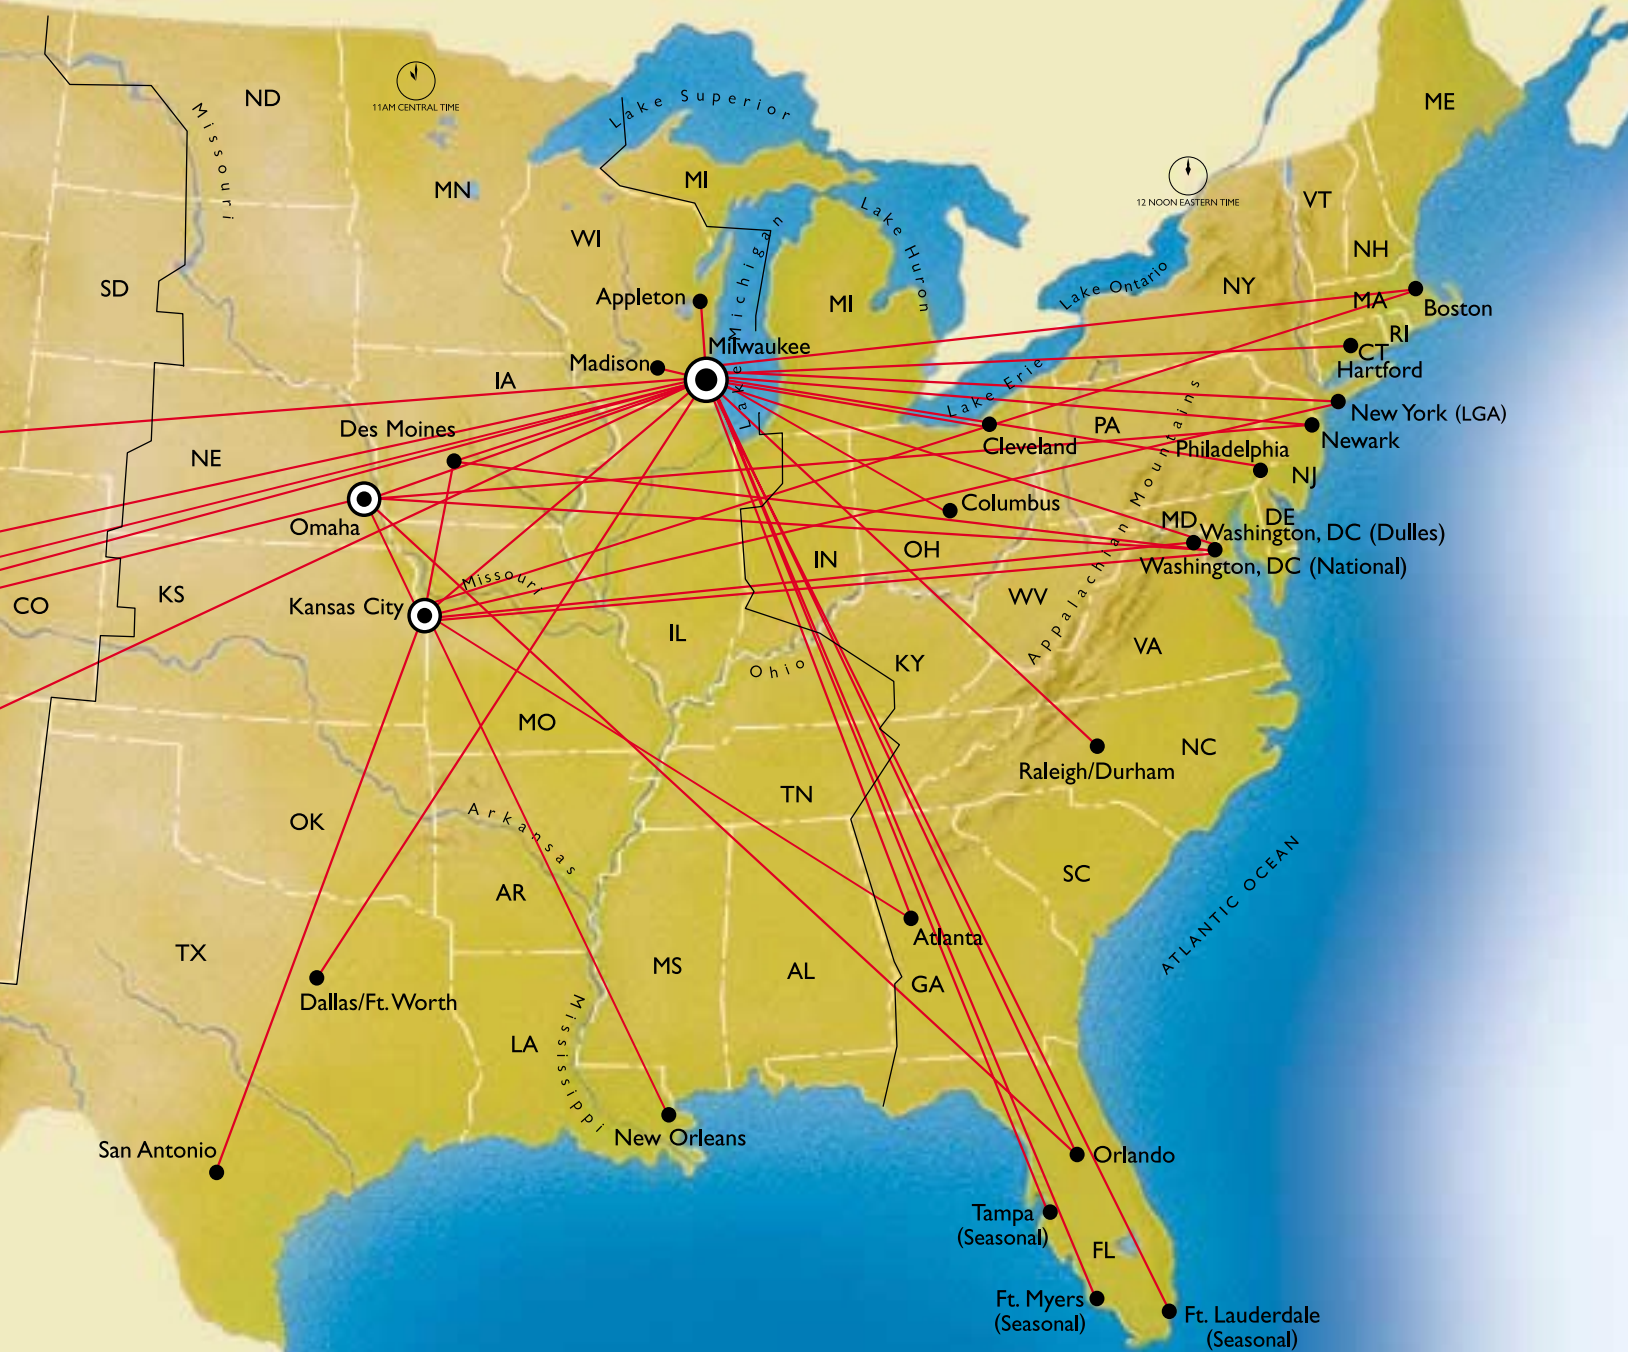 ND
Missouri
11AM CENTRAL TIME
MN
SD
Lake Superior
MI
WI
Lake Michigan
Lake Huron
MI
Appleton
Milwaukee
Madison
IA
Des Moines
NE
Omaha
KS
CO
Kansas City
Missouri
IL
IN
OH
Ohio
KY
MO
OK
Arkansas
AR
TN
TX
Dallas/Ft. Worth
MS
AL
LA
Mississippi
San Antonio
New Orleans
ME
12 NOON EASTERN TIME
VT
NH
NY
Lake Ontario
MA
Boston
RI
CT
Hartford
Lake Erie
Cleveland
PA
New York (LGA)
Newark
Philadelphia
NJ
Columbus
MD
DE
Washington, DC (Dulles)
Washington, DC (National)
WV
Appalachian Mountains
VA
NC
Raleigh/Durham
SC
ATLANTIC OCEAN
Atlanta
GA
Orlando
Tampa
(Seasonal)
FL
Ft. Myers
(Seasonal)
Ft. Lauderdale
(Seasonal)